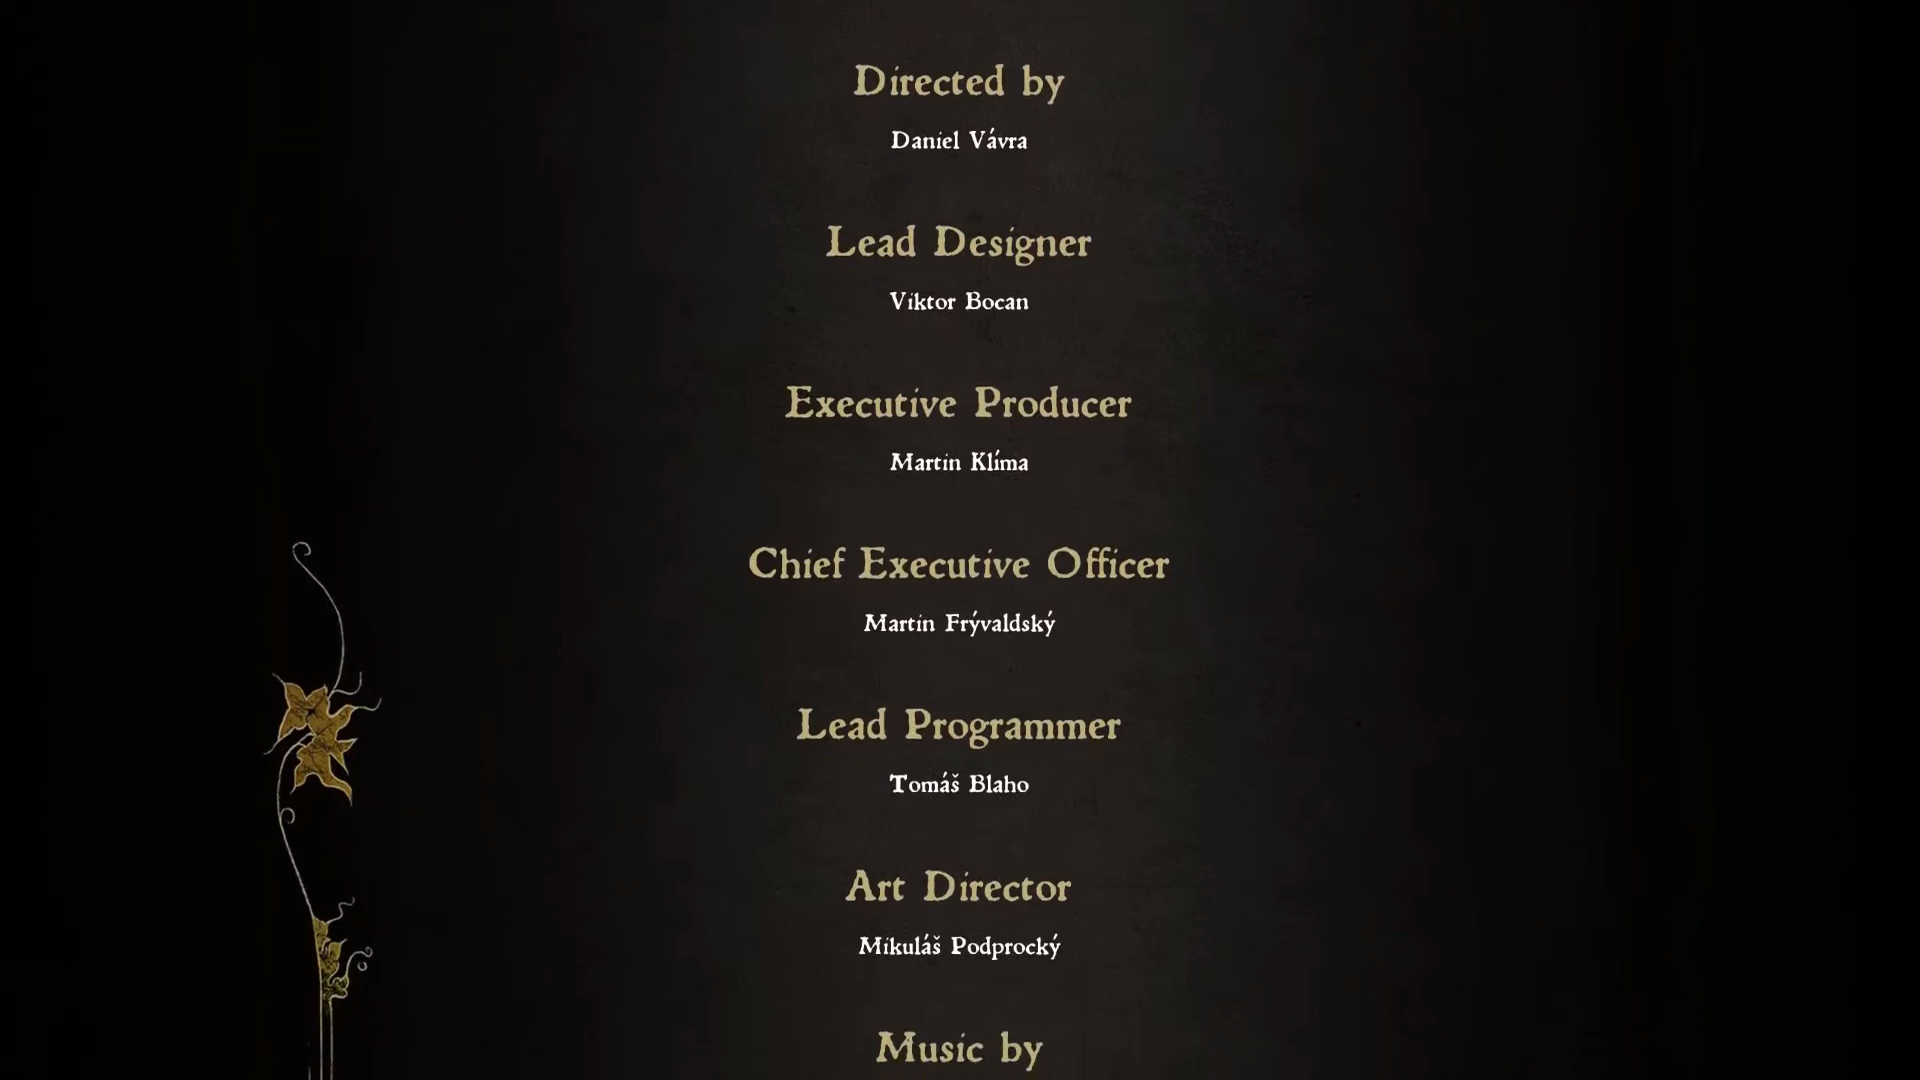 Directed by
Daniel Vávra
Lead Designer
Viktor Bocan
Executive Producer
Martin Klíma
Chief Executive Officer
Martin Frývaldský
Lead Programmer
Tomáš Blaho
Art Director
Mikuláš Podprocký
Music by